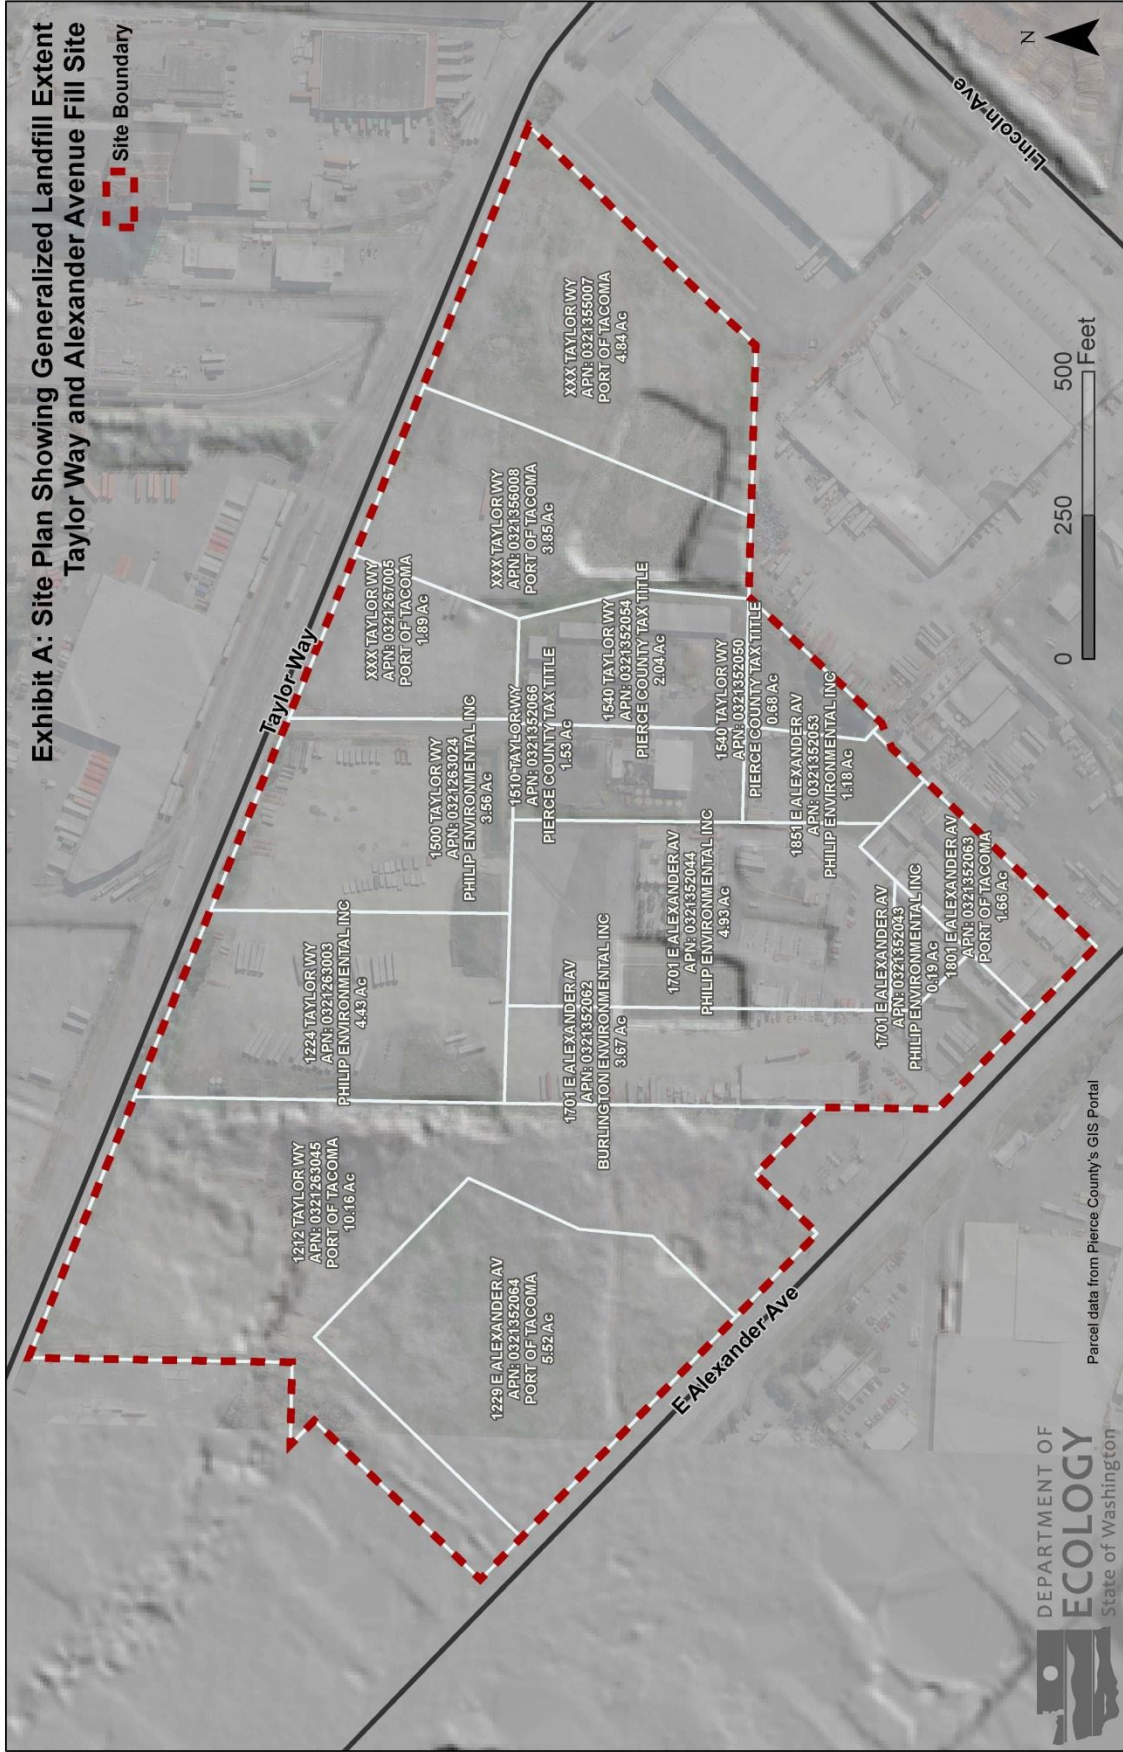 Exhibit A: Site Plan Showing Generalized Landfill Extent
Taylor Way and Alexander Avenue Fill Site
Site Boundary
Taylor Way
1212 TAYLOR WY
APN: 0321263045
PORT OF TACOMA
10.16 Ac
1229 E ALEXANDER AV
APN: 0321352064
PORT OF TACOMA
5.52 Ac
1224 TAYLOR WY
APN: 0321263003
PHILIP ENVIRONMENTAL INC
4.43 Ac
1500 TAYLOR WY
APN: 0321263024
PHILIP ENVIRONMENTAL INC
3.56 Ac
XXX TAYLOR WY
APN: 0321267005
PORT OF TACOMA
1.89 Ac
XXX TAYLOR WY
APN: 0321356008
PORT OF TACOMA
3.85 Ac
XXX TAYLOR WY
APN: 0321355007
PORT OF TACOMA
4.84 Ac
1510 TAYLOR WY
APN: 0321352066
PIERCE COUNTY TAX TITLE
1.53 Ac
1540 TAYLOR WY
APN: 0321352054
PIERCE COUNTY TAX TITLE
2.04 Ac
1540 TAYLOR WY
APN: 0321352050
PIERCE COUNTY TAX TITLE
0.68 Ac
1701 E ALEXANDER AV
APN: 0321352062
BURLINGTON ENVIRONMENTAL INC
3.67 Ac
1701 E ALEXANDER AV
APN: 0321352044
PHILIP ENVIRONMENTAL INC
4.93 Ac
1851 E ALEXANDER AV
APN: 0321352053
PHILIP ENVIRONMENTAL INC
1.18 Ac
1701 E ALEXANDER AV
APN: 0321352043
PHILIP ENVIRONMENTAL INC
0.19 Ac
1801 E ALEXANDER AV
APN: 0321352063
PORT OF TACOMA
1.66 Ac
E Alexander Ave
Lincoln Ave
N
0 250 500
Feet
Parcel data from Pierce County's GIS Portal
DEPARTMENT OF
ECOLOGY
State of Washington